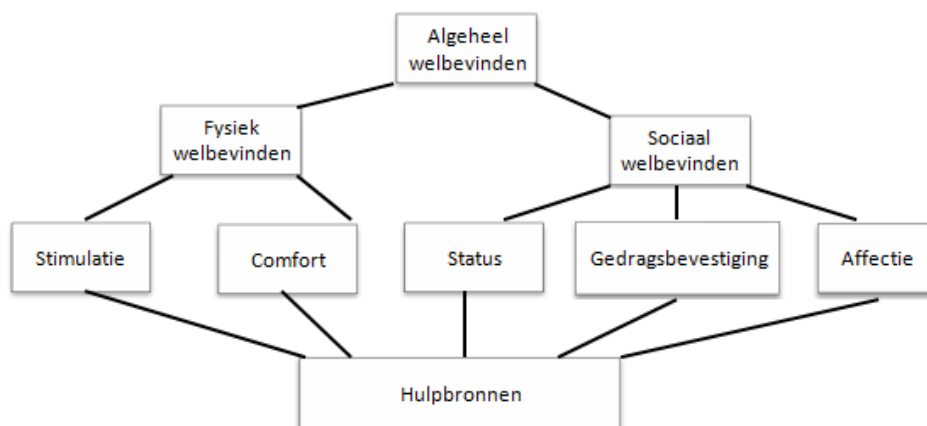 Algeheel
welbevinden
Fysiek
welbevinden
Sociaal
welbevinden
Stimulatie
Comfort
Status
Gedragsbevestiging
Affectie
Hulpbronnen